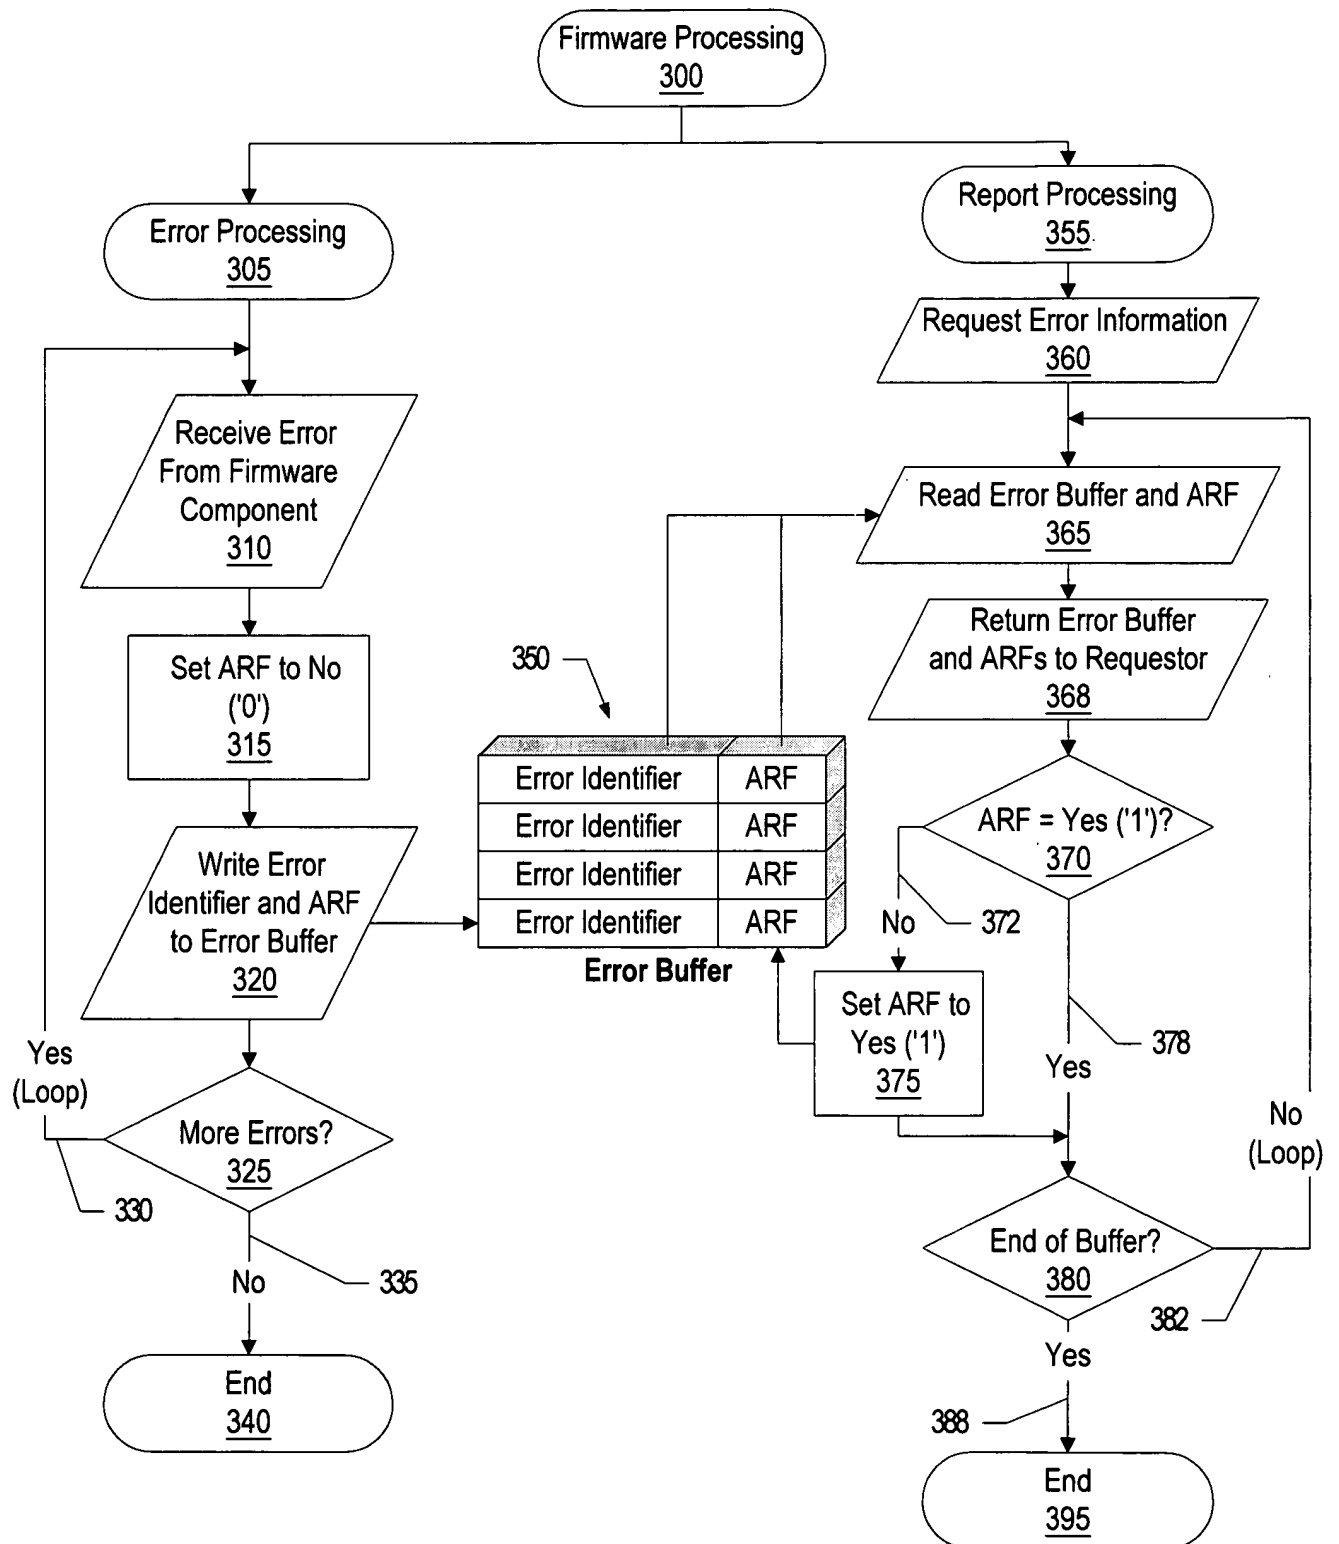 Firmware Processing
300
Error Processing
305
Receive Error
From Firmware
Component
310
Set ARF to No
('0')
315
Write Error
Identifier and ARF
to Error Buffer
320
Yes
(Loop)
More Errors?
325
330
335
No
End
340
350
Error Identifier ARF
Error Identifier ARF
Error Identifier ARF
Error Identifier ARF
Error Buffer
Report Processing
355
Request Error Information
360
Read Error Buffer and ARF
365
Return Error Buffer
and ARFs to Requestor
368
ARF = Yes ('1')?
370
372
No
Set ARF to
Yes ('1')
375
378
Yes
No
(Loop)
End of Buffer?
380
382
Yes
388
End
395